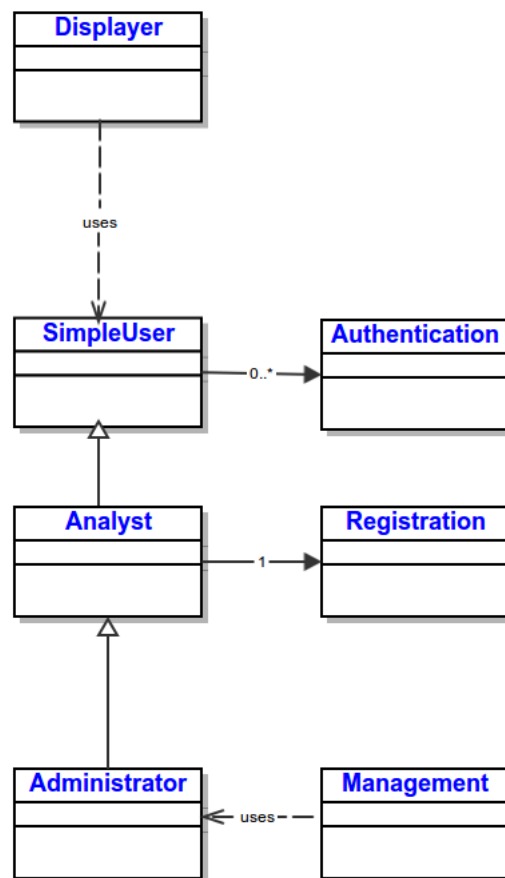 Displayer
uses
SimpleUser
Authentication
0..*
Analyst
Registration
1
Administrator
Management
uses